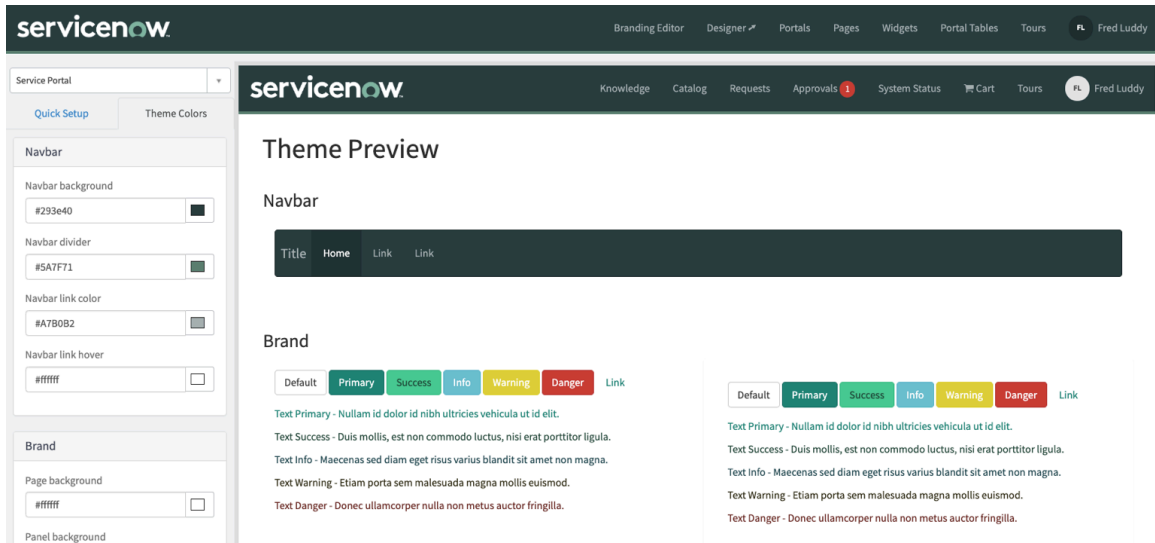 servicenow
Branding Editor Designer Portals Pages Widgets Portal Tables Tours FL Fred Luddy
Service Portal
Quick Setup Theme Colors
Navbar
Navbar background
#293e40
Navbar divider
#5A7F71
Navbar link color
#A7B0B2
Navbar link hover
#ffffff
Brand
Page background
#ffffff
Panel background
servicenow
Knowledge Catalog Requests Approvals 1 System Status Cart Tours FL Fred Luddy
Theme Preview
Navbar
Title Home Link Link
Brand
Default Primary Success Info Warning Danger Link
Text Primary - Nullam id dolor id nibh ultricies vehicula ut id elit.
Text Success - Duis mollis, est non commodo luctus, nisi erat porttitor ligula.
Text Info - Maecenas sed diam eget risus varius blandit sit amet non magna.
Text Warning - Etiam porta sem malesuada magna mollis euismod.
Text Danger - Donec ullamcorper nulla non metus auctor fringilla.
Default Primary Success Info Warning Danger Link
Text Primary - Nullam id dolor id nibh ultricies vehicula ut id elit.
Text Success - Duis mollis, est non commodo luctus, nisi erat porttitor ligula.
Text Info - Maecenas sed diam eget risus varius blandit sit amet non magna.
Text Warning - Etiam porta sem malesuada magna mollis euismod.
Text Danger - Donec ullamcorper nulla non metus auctor fringilla.